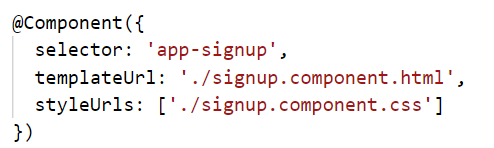 @Component({
  selector: 'app-signup',
  templateUrl: './signup.component.html',
  styleUrls: ['./signup.component.css']
})